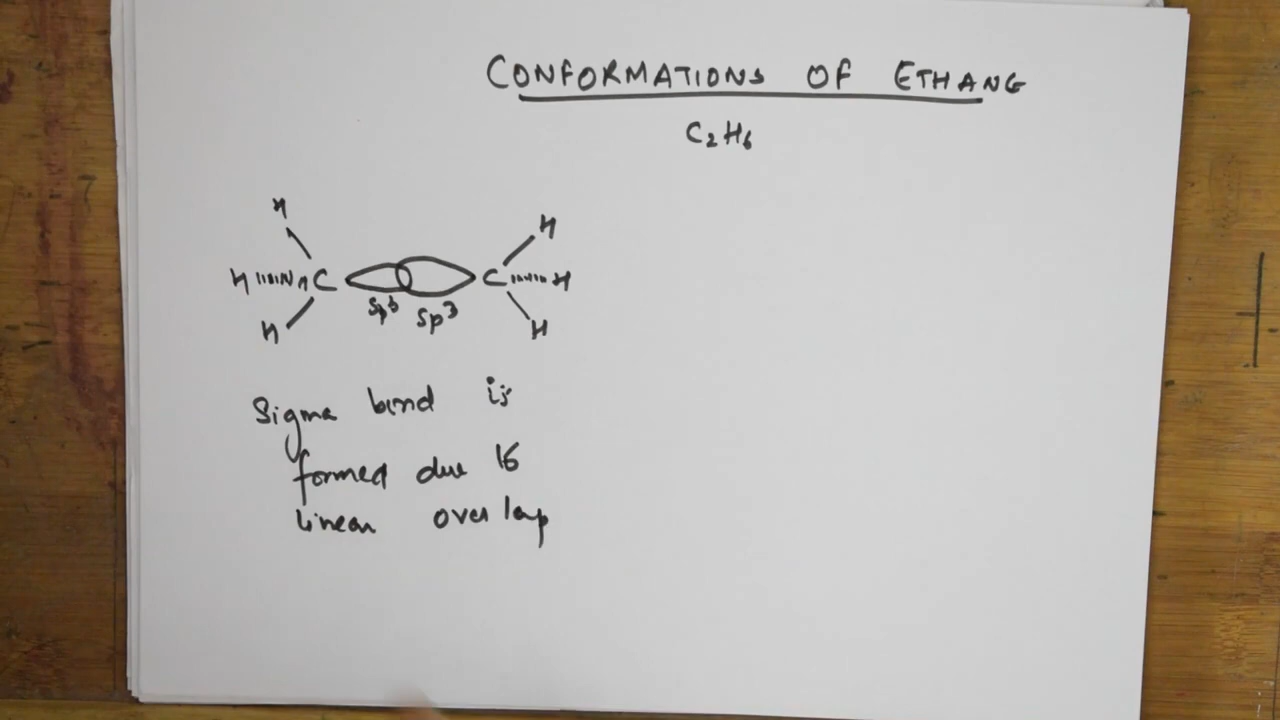 CONFORMATIONS OF ETHANE
C₂H₆
H H
H C C H
sp³ sp³
H H
Sigma bond is
formed due to
linear overlap